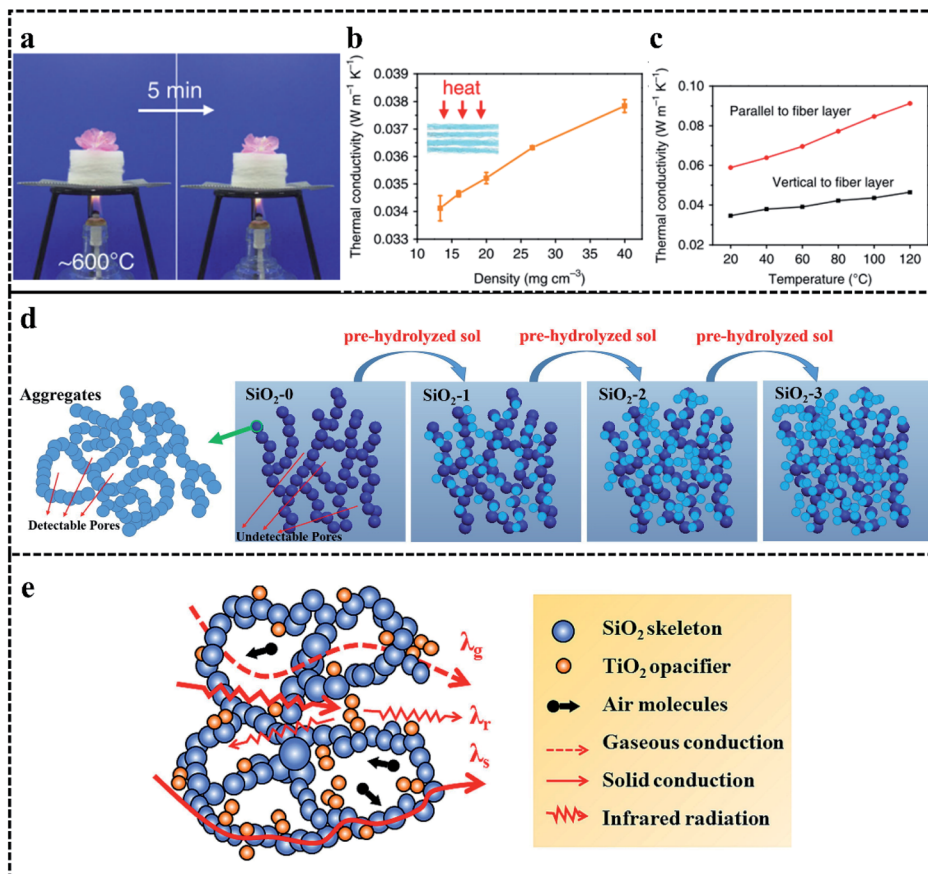 a
5 min
~600°C
b
Thermal conductivity (W m⁻¹ K⁻¹)
0.039
0.038
0.037
0.036
0.035
0.034
0.033
heat
15 20 25 30 35 40
Density (mg cm⁻³)
c
Thermal conductivity (W m⁻¹ K⁻¹)
0.10
0.08
0.06
0.04
0.02
Parallel to fiber layer
Vertical to fiber layer
20 40 60 80 100 120
Temperature (°C)
d
pre-hydrolyzed sol
pre-hydrolyzed sol
pre-hydrolyzed sol
Aggregates
SiO₂-0
SiO₂-1
SiO₂-2
SiO₂-3
Detectable Pores
Undetectable Pores
e
λg
λr
λs
SiO₂ skeleton
TiO₂ opacifier
Air molecules
Gaseous conduction
Solid conduction
Infrared radiation